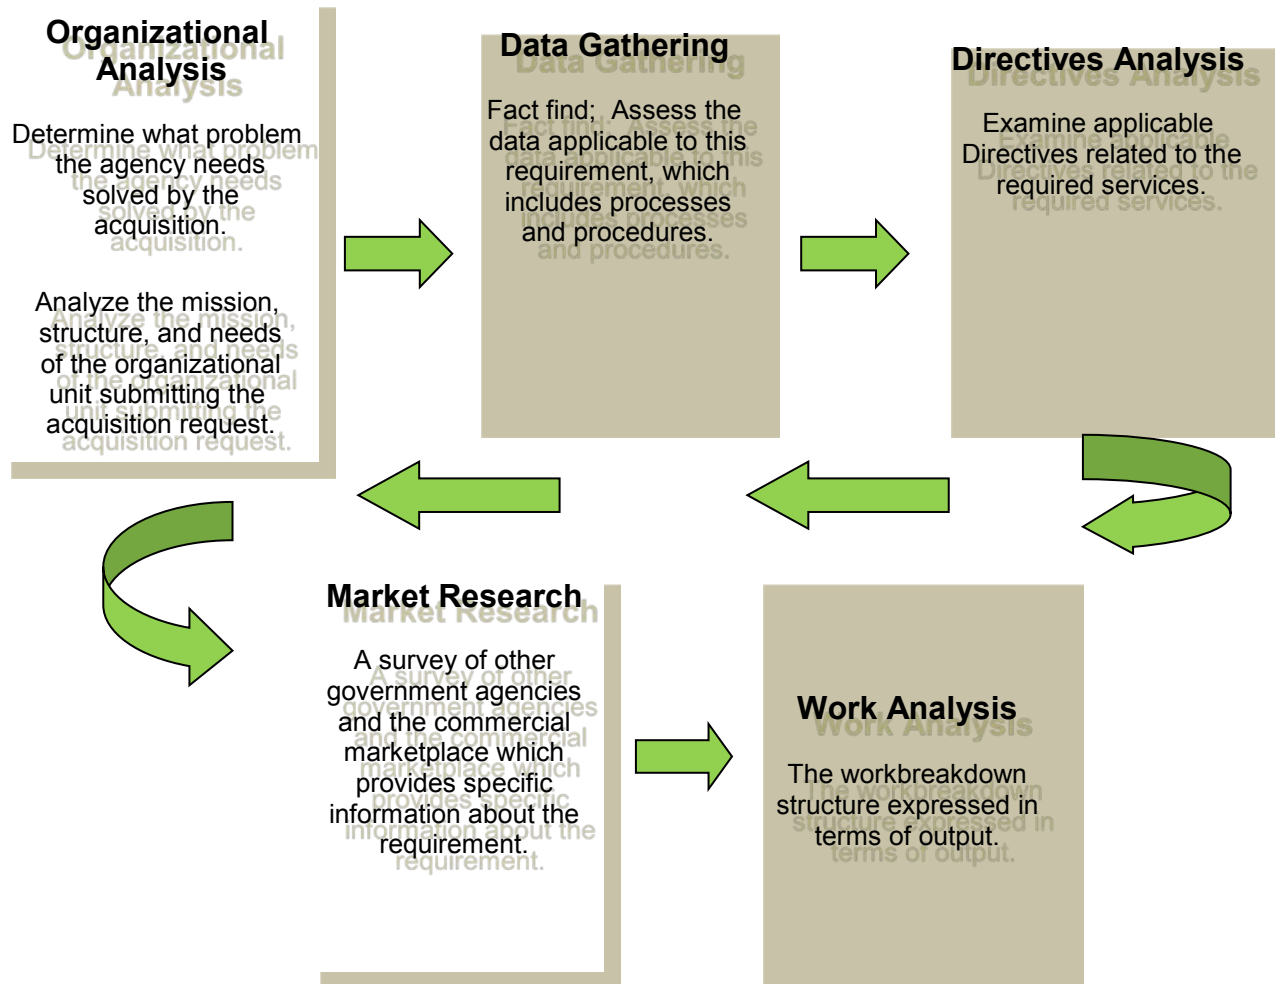 Organizational
Analysis
Determine what problem
the agency needs
solved by the
acquisition.
Analyze the mission,
structure, and needs
of the organizational
unit submitting the
acquisition request.
Data Gathering
Fact find;  Assess the
data applicable to this
requirement, which
includes processes
and procedures.
Directives Analysis
Examine applicable
Directives related to the
required services.
Market Research
A survey of other
government agencies
and the commercial
marketplace which
provides specific
information about the
requirement.
Work Analysis
The workbreakdown
structure expressed in
terms of output.